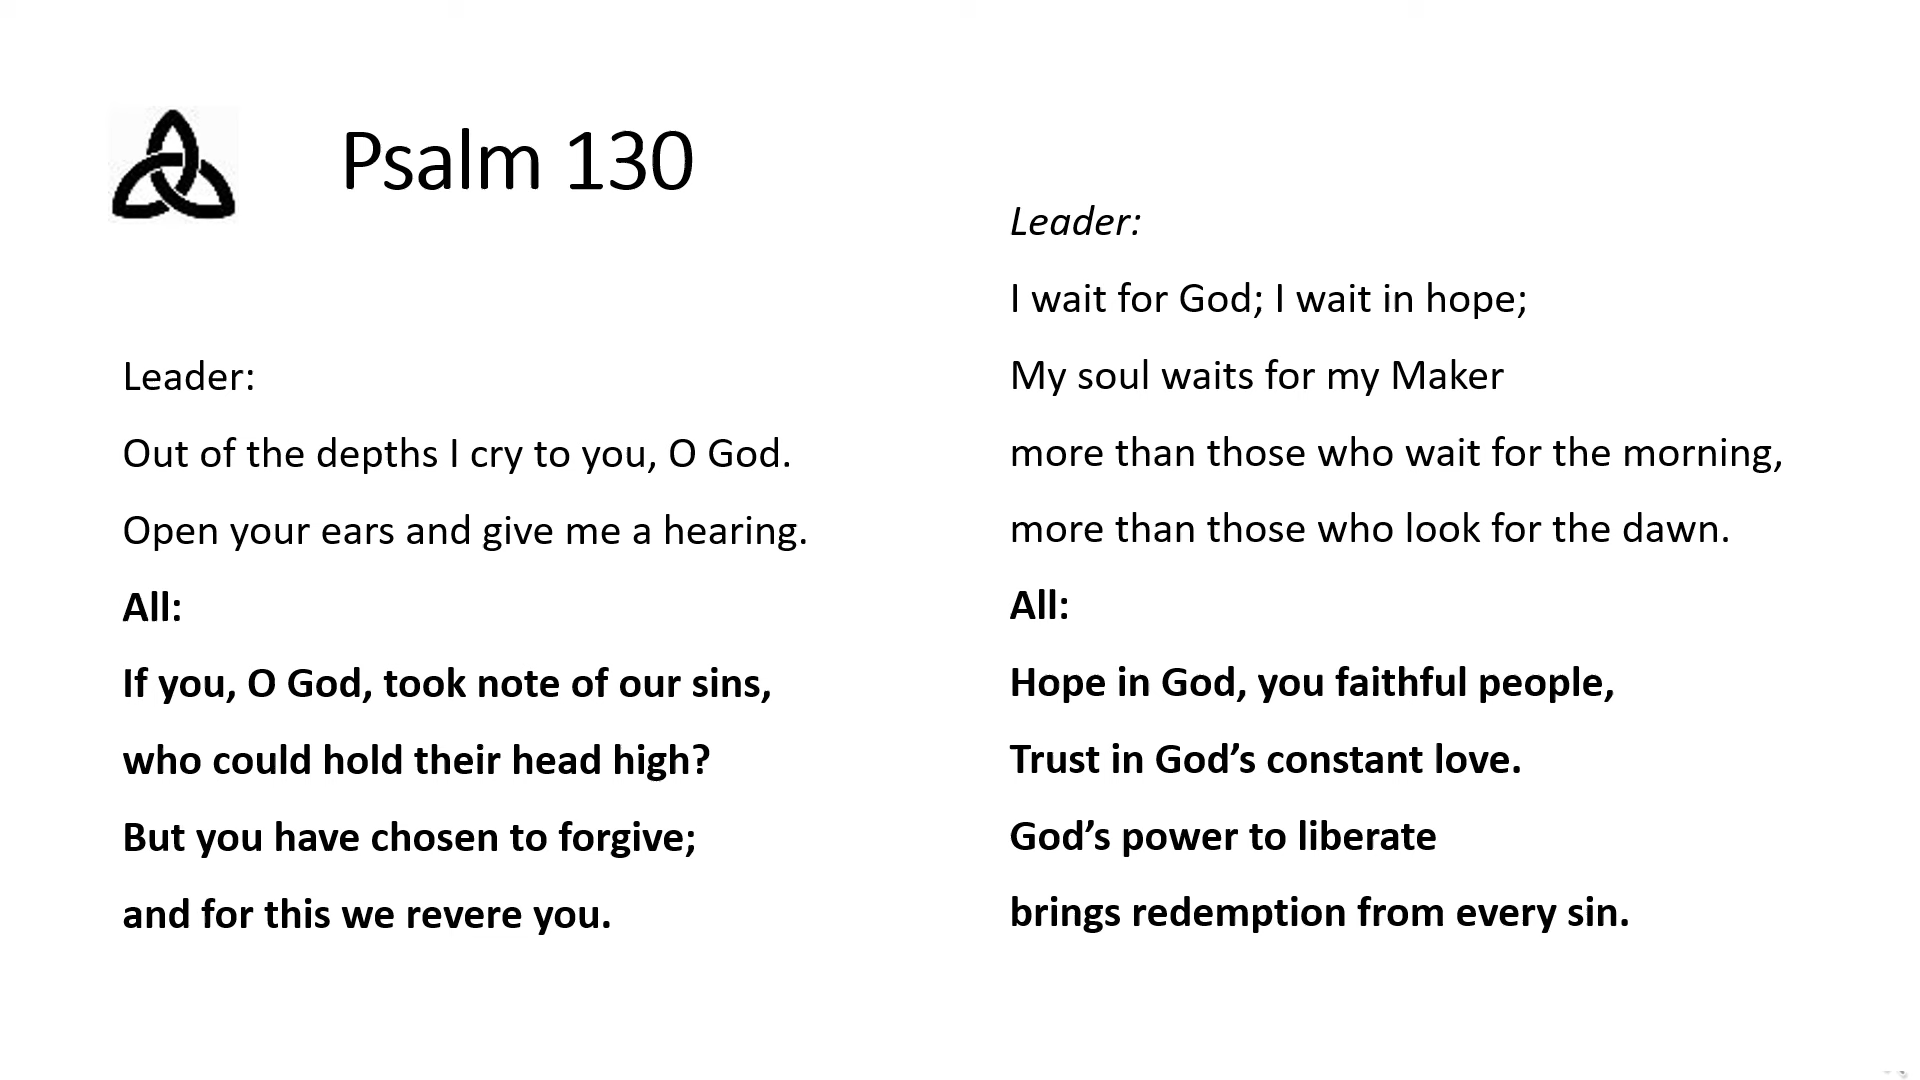 Psalm 130
Leader:
Out of the depths I cry to you, O God.
Open your ears and give me a hearing.
All:
If you, O God, took note of our sins,
who could hold their head high?
But you have chosen to forgive;
and for this we revere you.
Leader:
I wait for God; I wait in hope;
My soul waits for my Maker
more than those who wait for the morning,
more than those who look for the dawn.
All:
Hope in God, you faithful people,
Trust in God’s constant love.
God’s power to liberate
brings redemption from every sin.